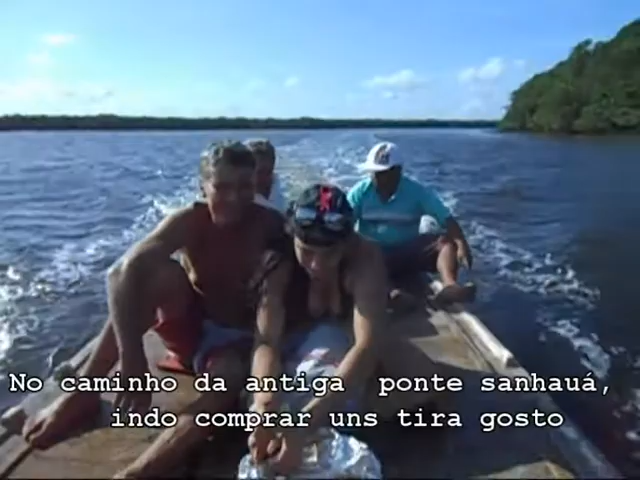 No caminho da antiga ponte sanhauá,
indo comprar uns tira gosto